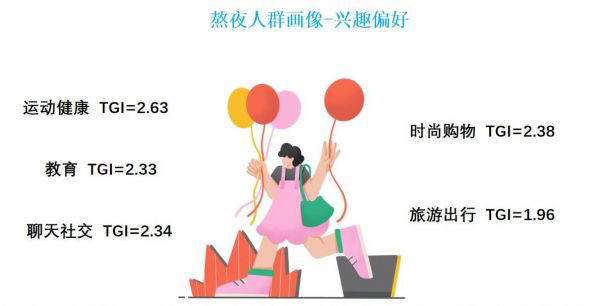 熬夜人群画像-兴趣偏好
运动健康 TGI=2.63
教育 TGI=2.33
聊天社交 TGI=2.34
时尚购物 TGI=2.38
旅游出行 TGI=1.96